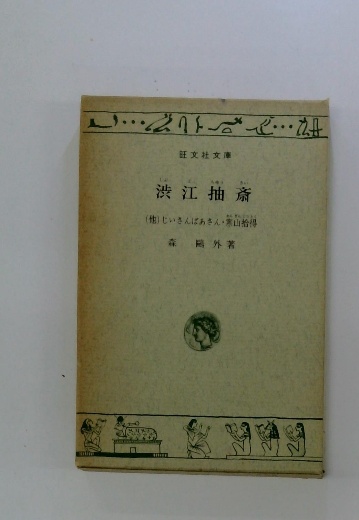 旺文社文庫
渋江抽斎
(他)じいさんばあさん・寒山拾得
森 鷗外著